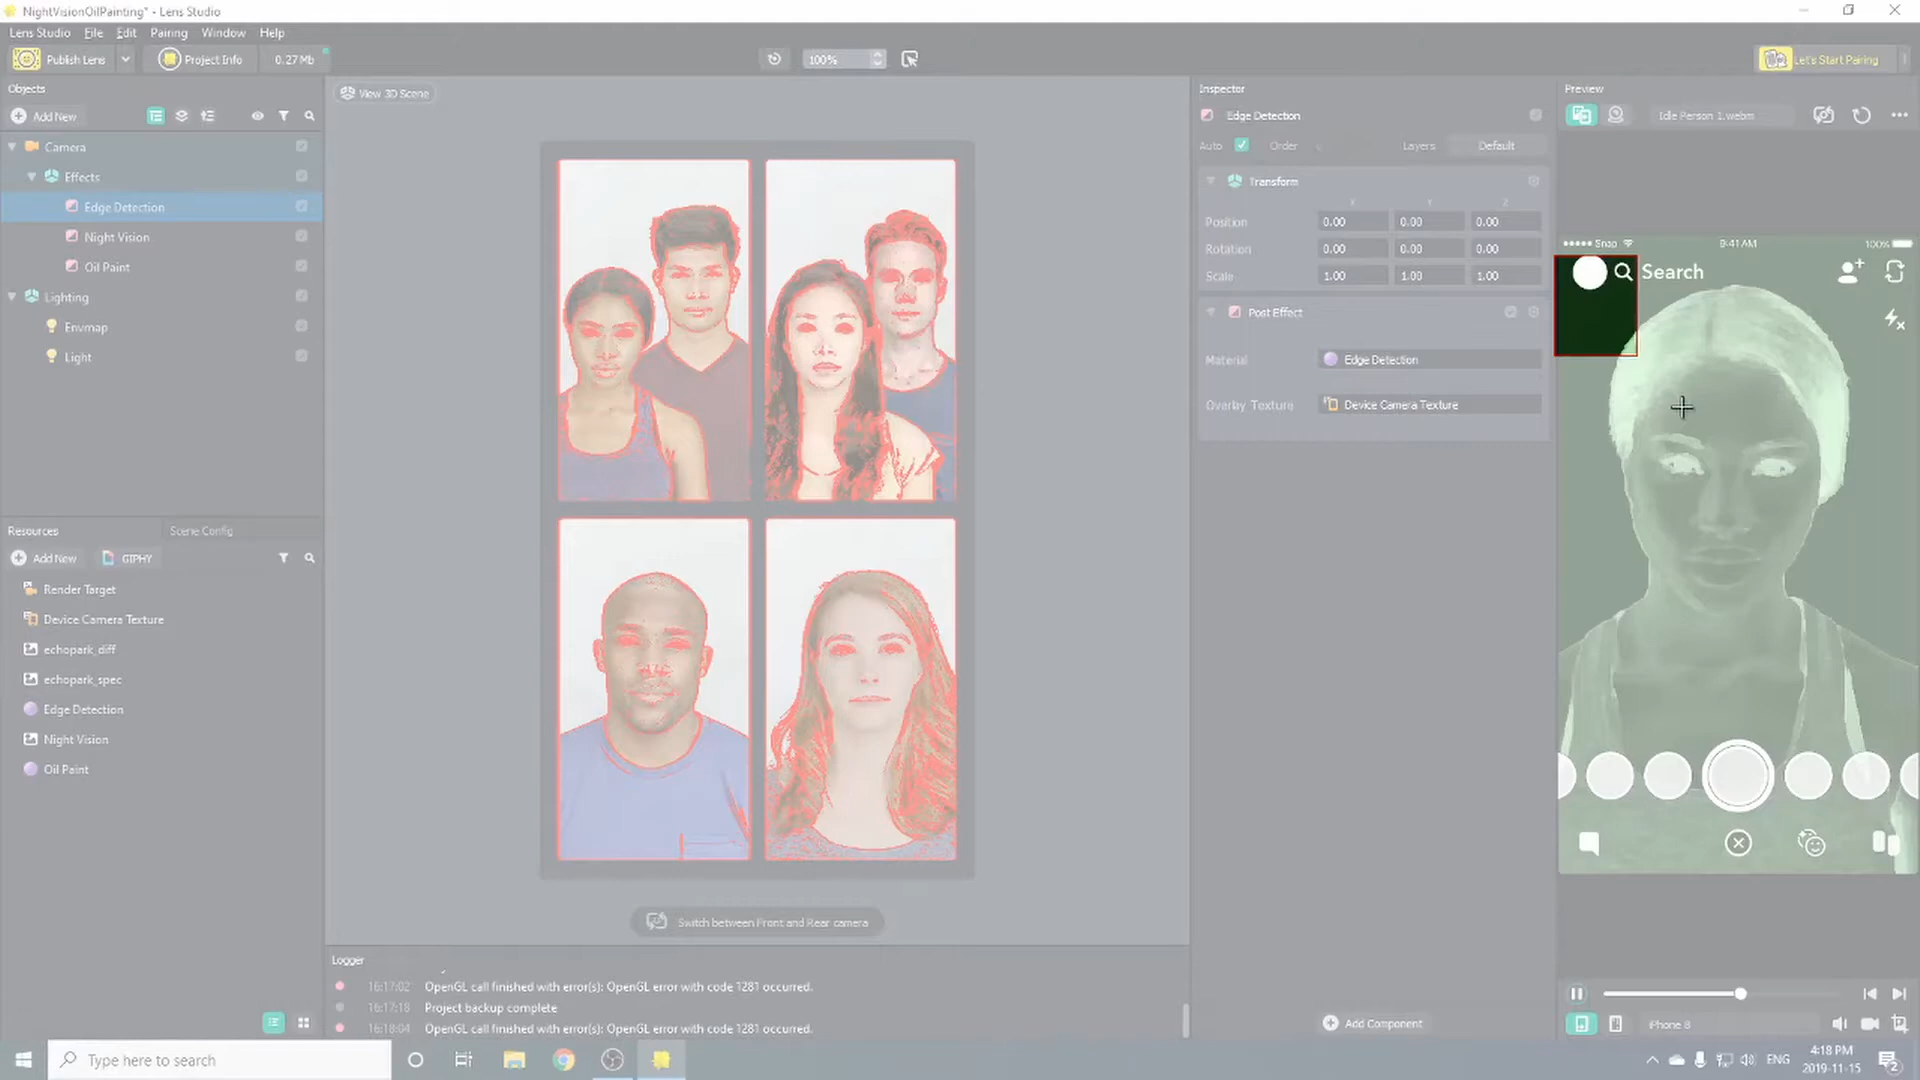 NightVisionOilPainting* - Lens Studio
Lens Studio File Edit Pairing Window Help
Publish Lens Project Info 0.27 Mb 100% Let's Start Pairing
Objects
Add New
Camera
Effects
Edge Detection
Night Vision
Oil Paint
Lighting
Envmap
Light
Resources Scene Config
Add New GIPHY
Render Target
Device Camera Texture
echopark_diff
echopark_spec
Edge Detection
Night Vision
Oil Paint
View 3D Scene
Switch between Front and Rear camera
Logger
16:17:02 OpenGL call finished with error(s): OpenGL error with code 1281 occurred.
16:17:18 Project backup complete
16:18:04 OpenGL call finished with error(s): OpenGL error with code 1281 occurred.
Inspector
Edge Detection
Auto Order Layers Default
Transform
X Y Z
Position 0.00 0.00 0.00
Rotation 0.00 0.00 0.00
Scale 1.00 1.00 1.00
Post Effect
Material Edge Detection
Overlay Texture Device Camera Texture
Add Component
Preview
Idle Person 1.webm
Snap 9:41 AM 100%
Search
iPhone 8
Type here to search
ENG
4:18 PM
2019-11-15
2